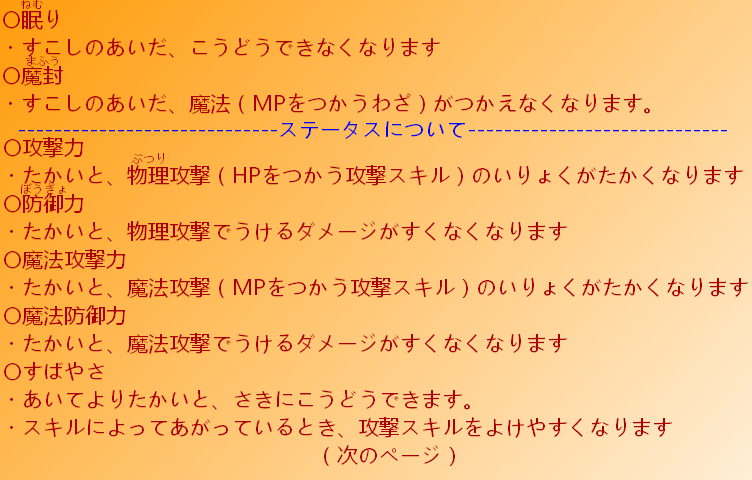 ねむ
○眠り
・すこしのあいだ、こうどうできなくなります
まふう
○魔封
・すこしのあいだ、魔法（MPをつかうわざ）がつかえなくなります。
------------------------------ステータスについて------------------------------
○攻撃力
ぶつり
・たかいと、物理攻撃（HPをつかう攻撃スキル）のいりょくがたかくなります
ぼうぎょ
○防御力
・たかいと、物理攻撃でうけるダメージがすくなくなります
○魔法攻撃力
・たかいと、魔法攻撃（MPをつかう攻撃スキル）のいりょくがたかくなります
○魔法防御力
・たかいと、魔法攻撃でうけるダメージがすくなくなります
○すばやさ
・あいてよりたかいと、さきにこうどうできます。
・スキルによってあがっているとき、攻撃スキルをよけやすくなります
（次のページ）